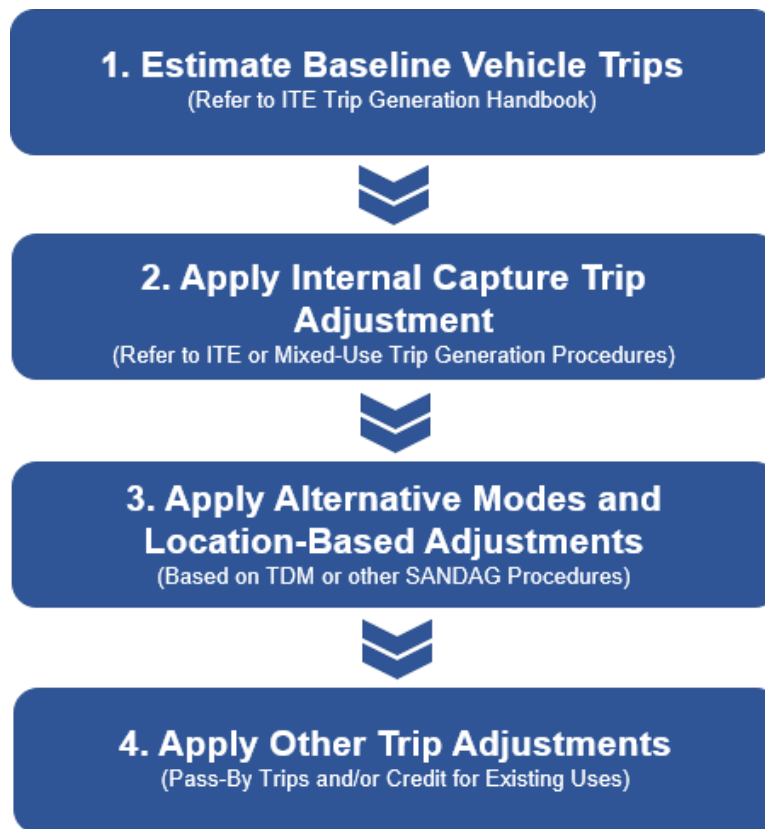 1. Estimate Baseline Vehicle Trips
(Refer to ITE Trip Generation Handbook)
2. Apply Internal Capture Trip
Adjustment
(Refer to ITE or Mixed-Use Trip Generation Procedures)
3. Apply Alternative Modes and
Location-Based Adjustments
(Based on TDM or other SANDAG Procedures)
4. Apply Other Trip Adjustments
(Pass-By Trips and/or Credit for Existing Uses)